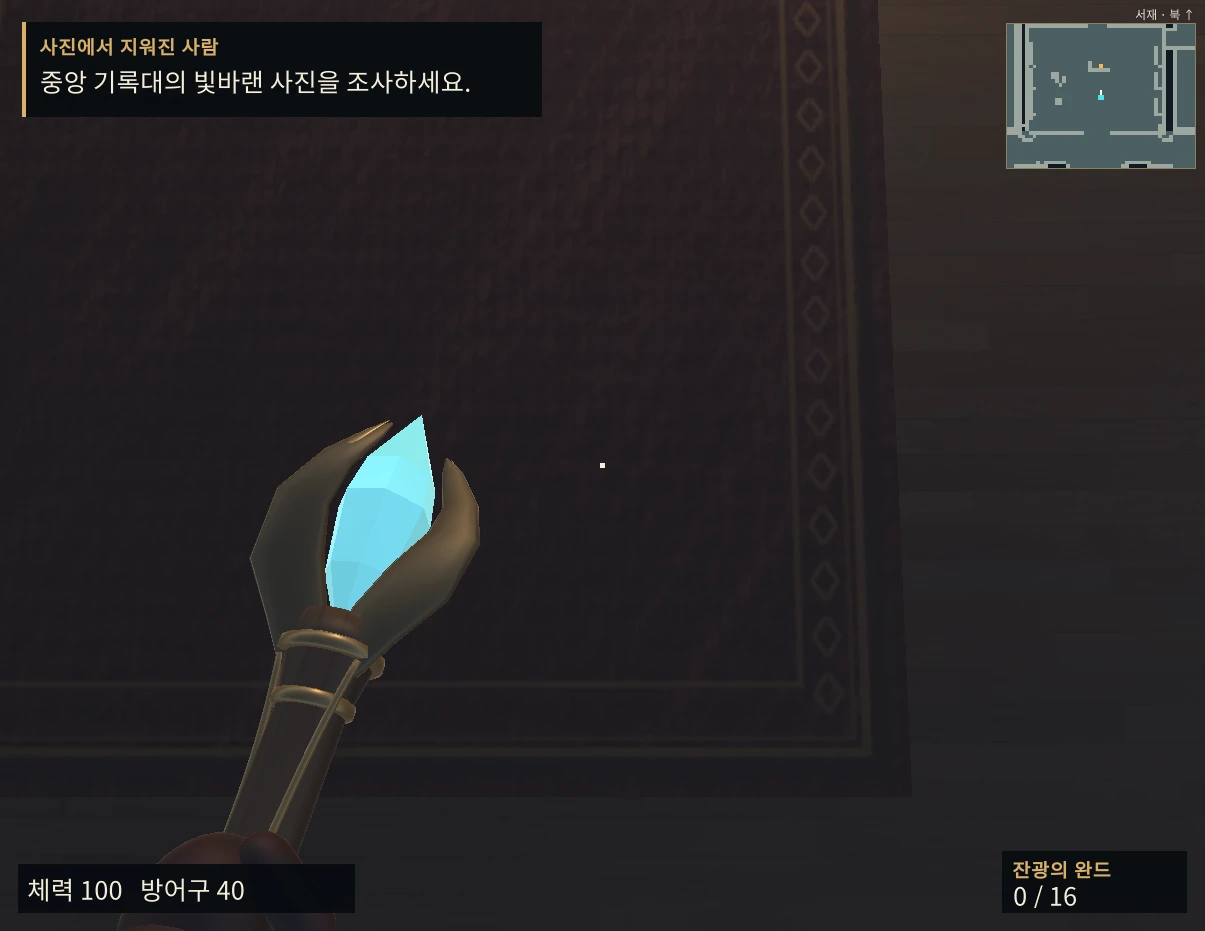 사진에서 지워진 사람
중앙 기록대의 빛바랜 사진을 조사하세요.
서재 · 북 ↑
체력 100 방어구 40
잔광의 완드
0 / 16